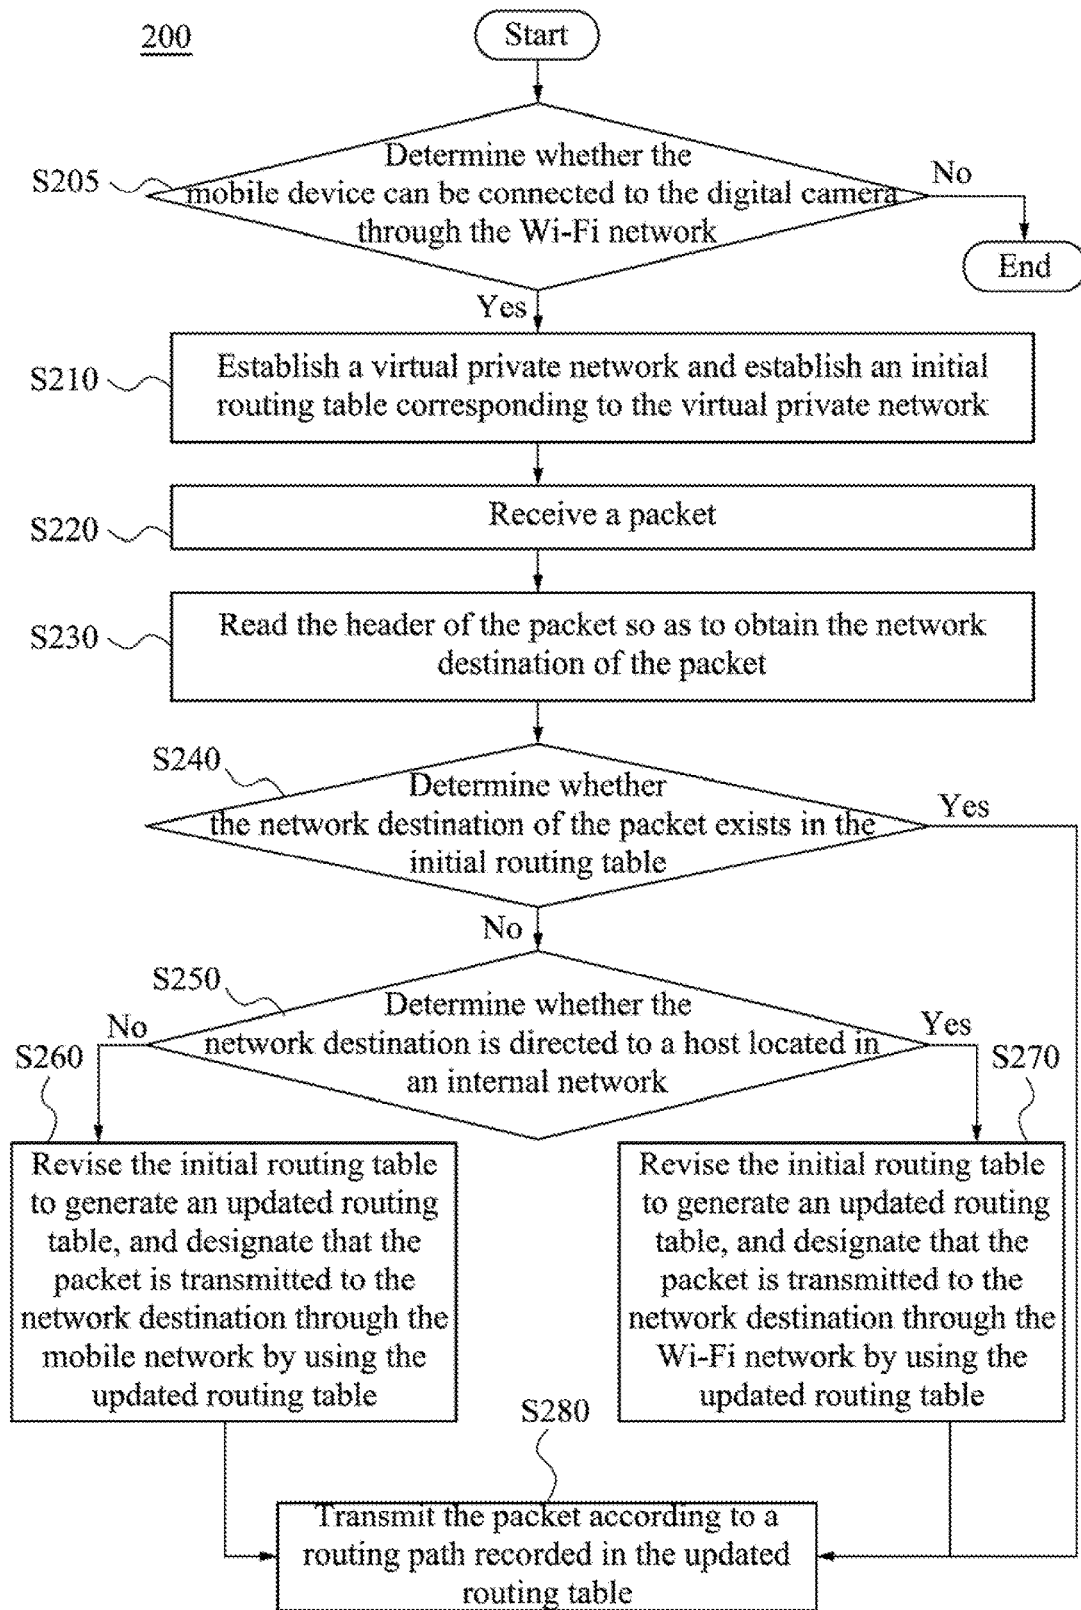 200
Start
Determine whether the
mobile device can be connected to the digital camera
through the Wi-Fi network
S205
No
End
Yes
S210
Establish a virtual private network and establish an initial
routing table corresponding to the virtual private network
S220
Receive a packet
S230
Read the header of the packet so as to obtain the network
destination of the packet
S240
Determine whether
the network destination of the packet exists in the
initial routing table
Yes
No
S250
Determine whether the
network destination is directed to a host located in
an internal network
No
Yes
S260
S270
Revise the initial routing table
to generate an updated routing
table, and designate that the
packet is transmitted to the
network destination through the
mobile network by using the
updated routing table
Revise the initial routing table
to generate an updated routing
table, and designate that the
packet is transmitted to the
network destination through the
Wi-Fi network by using the
updated routing table
S280
Transmit the packet according to a
routing path recorded in the updated
routing table